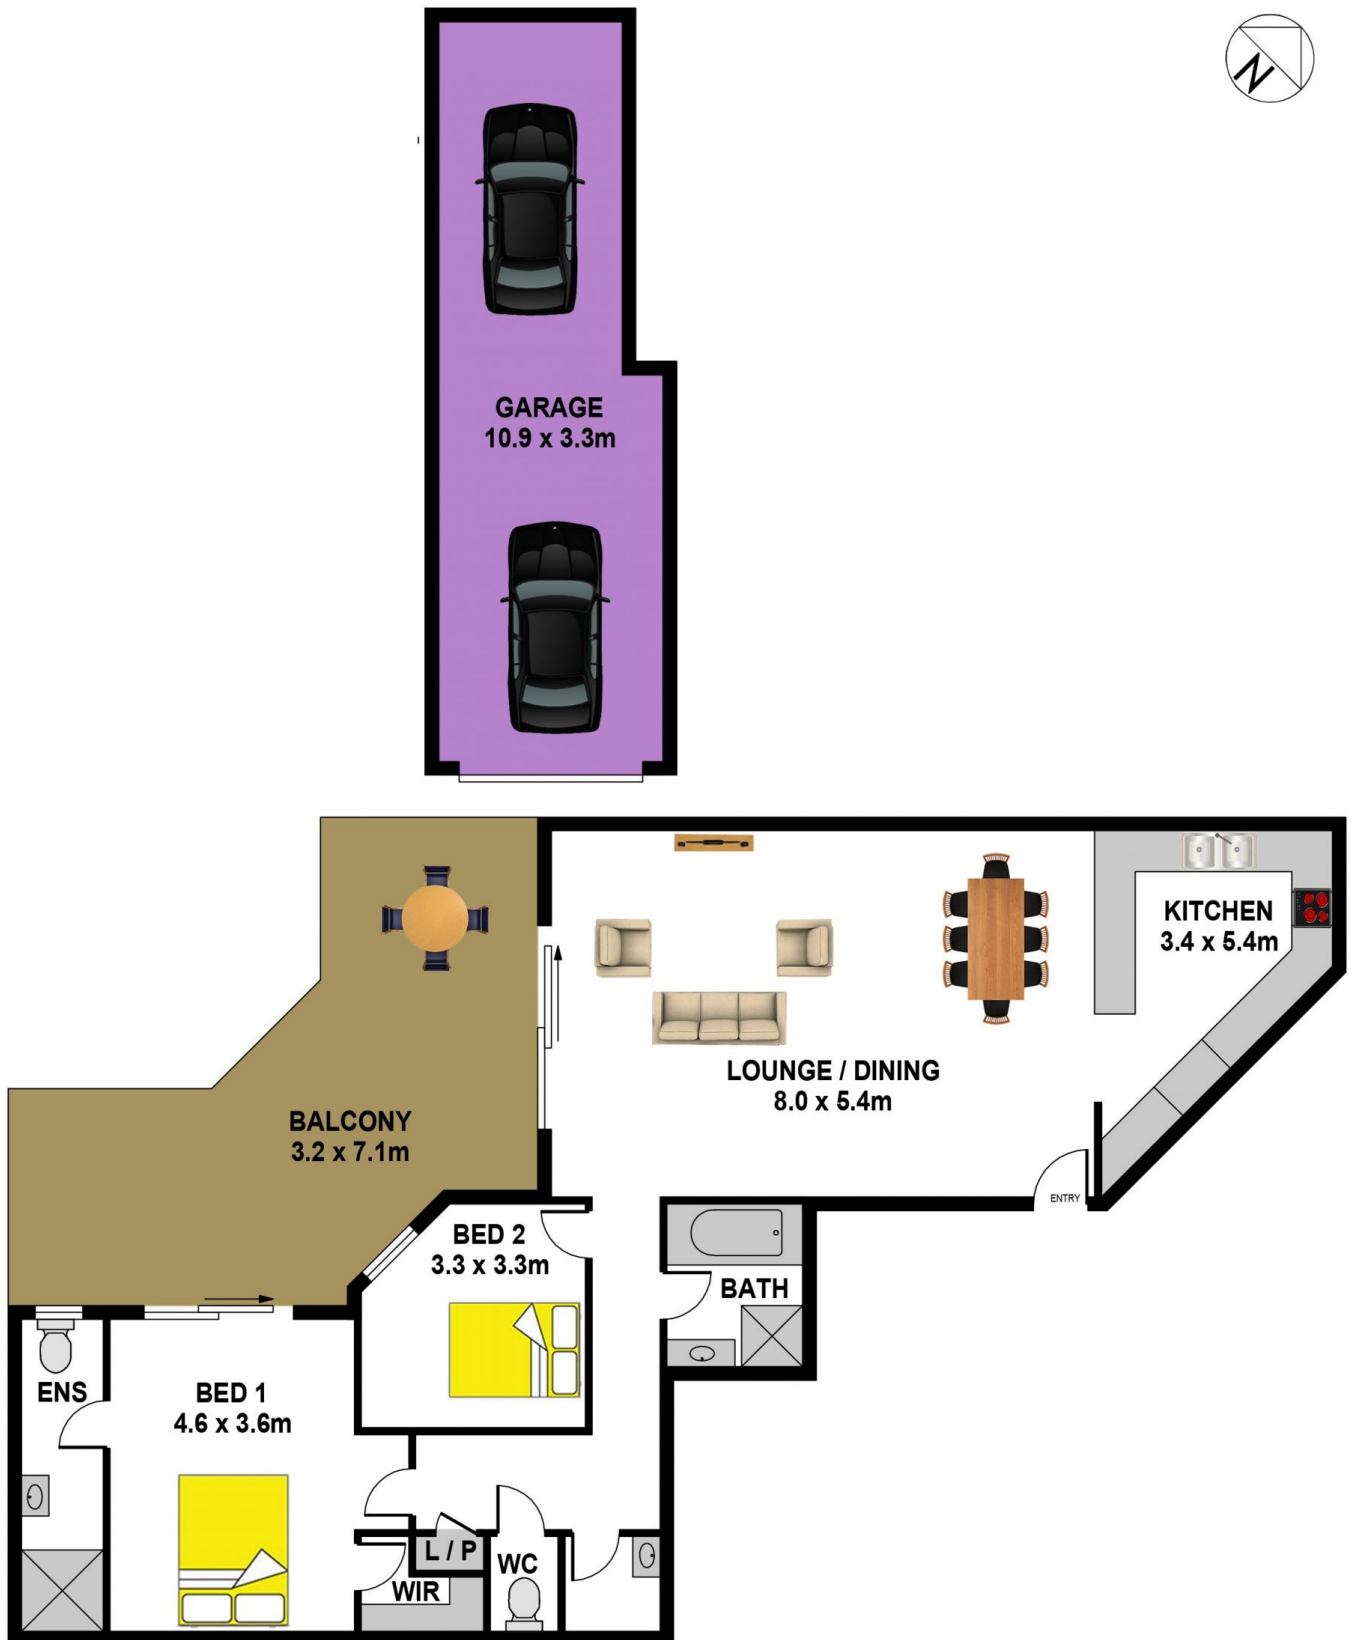 N
GARAGE
10.9 x 3.3m
KITCHEN
3.4 x 5.4m
LOUNGE / DINING
8.0 x 5.4m
BALCONY
3.2 x 7.1m
ENTRY
BED 2
3.3 x 3.3m
BATH
ENS
BED 1
4.6 x 3.6m
L / P
WC
WIR